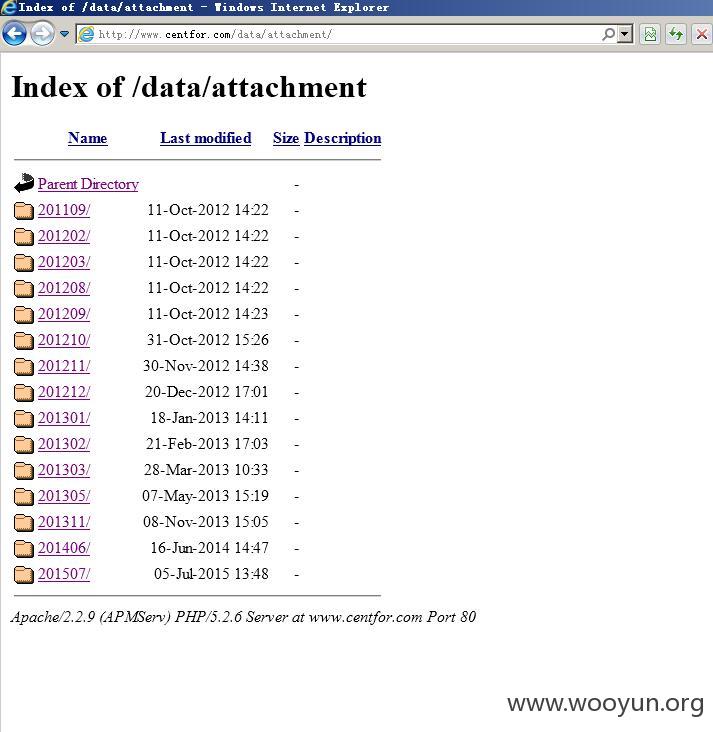 Index of /data/attachment - Windows Internet Explorer
http://www.centfor.com/data/attachment/
Index of /data/attachment
Name Last modified Size Description
Parent Directory -
201109/ 11-Oct-2012 14:22 -
201202/ 11-Oct-2012 14:22 -
201203/ 11-Oct-2012 14:22 -
201208/ 11-Oct-2012 14:22 -
201209/ 11-Oct-2012 14:23 -
201210/ 31-Oct-2012 15:26 -
201211/ 30-Nov-2012 14:38 -
201212/ 20-Dec-2012 17:01 -
201301/ 18-Jan-2013 14:11 -
201302/ 21-Feb-2013 17:03 -
201303/ 28-Mar-2013 10:33 -
201305/ 07-May-2013 15:19 -
201311/ 08-Nov-2013 15:05 -
201406/ 16-Jun-2014 14:47 -
201507/ 05-Jul-2015 13:48 -
Apache/2.2.9 (APMServ) PHP/5.2.6 Server at www.centfor.com Port 80
www.wooyun.org